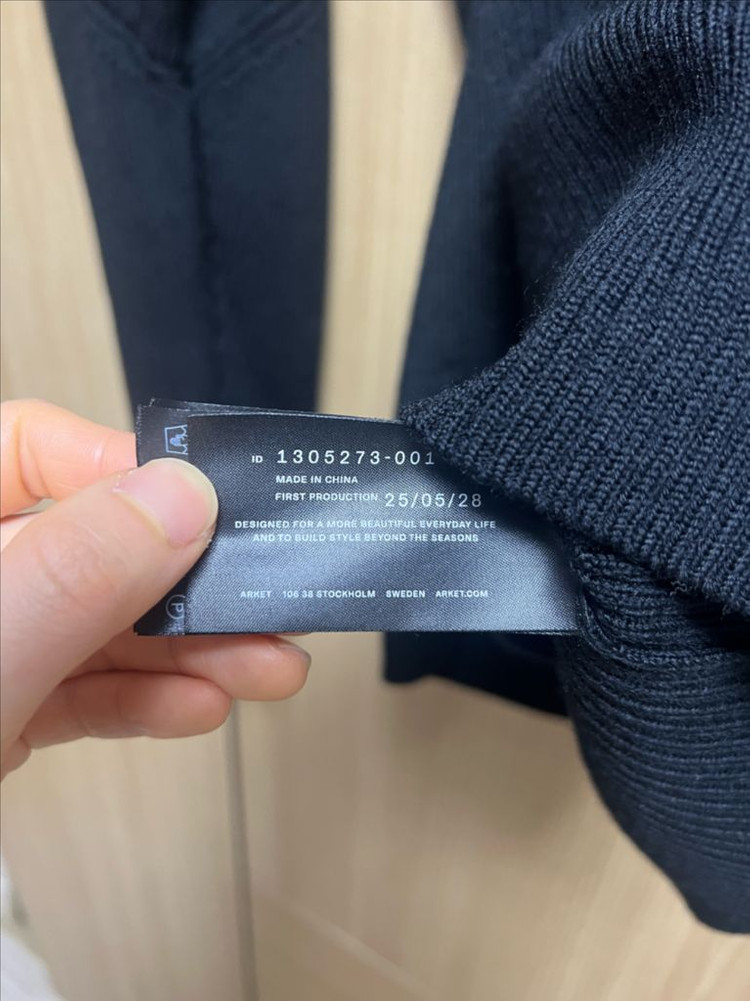 ID 1305273-001
MADE IN CHINA
FIRST PRODUCTION 25/05/28
DESIGNED FOR A MORE BEAUTIFUL EVERYDAY LIFE
AND TO BUILD STYLE BEYOND THE SEASONS
ARKET 106 38 STOCKHOLM SWEDEN ARKET.COM
P